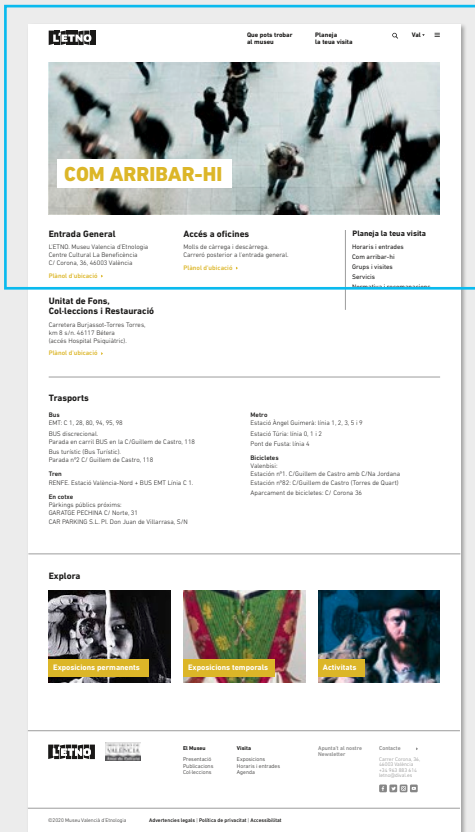 L'ETNO
Que pots trobar
al museu
Planeja
la teua visita
Val
COM ARRIBAR-HI
Entrada General
L'ETNO. Museu Valencià d'Etnologia
Centre Cultural La Beneficència
C/ Corona, 36, 46003 València
Plànol d'ubicació
Accés a oficines
Molls de càrrega i descàrrega.
Carreró posterior a l'entrada general.
Plànol d'ubicació
Planeja la teua visita
Horaris i entrades
Com arribar-hi
Grups i visites
Servicis
Normativa i recomanacions
Unitat de Fons,
Col·leccions i Restauració
Carretera Burjassot-Torres Torres,
km 8 s/n. 46117 Bétera
(accés Hospital Psiquiàtric).
Plànol d'ubicació
Trasports
Bus
EMT: C 1, 28, 80, 94, 95, 98
BUS discrecional.
Parada en carril BUS en la C/Guillem de Castro, 118
Bus turístic (Bus Turístic).
Parada nº2 C/ Guillem de Castro, 118
Tren
RENFE. Estació València-Nord + BUS EMT Línia C 1.
En cotxe
Pàrkings públics pròxims:
GARATGE PECHINA C/ Norte, 31
CAR PARKING S.L. Pl. Don Juan de Villarrasa, S/N
Metro
Estació Àngel Guimerà: línia 1, 2, 3, 5 i 9
Estació Túria: línia 0, 1 i 2
Pont de Fusta: línia 4
Bicicletes
Valenbisi:
Estación nº1. C/Guillem de Castro amb C/Na Jordana
Estación nº82: C/Guillem de Castro (Torres de Quart)
Aparcament de bicicletes: C/ Corona 36
Explora
Exposicions permanents
Exposicions temporals
Activitats
L'ETNO
VALÈNCIA
El Museu
Presentació
Publicacions
Col·leccions
Visita
Exposicions
Horaris i entrades
Agenda
Apunta't al nostre
Newsletter
Contacte
Carrer Corona, 36,
46003 València
©2020 Museu Valencià d'Etnologia
Advertencies legals | Política de privacitat | Accessibilitat